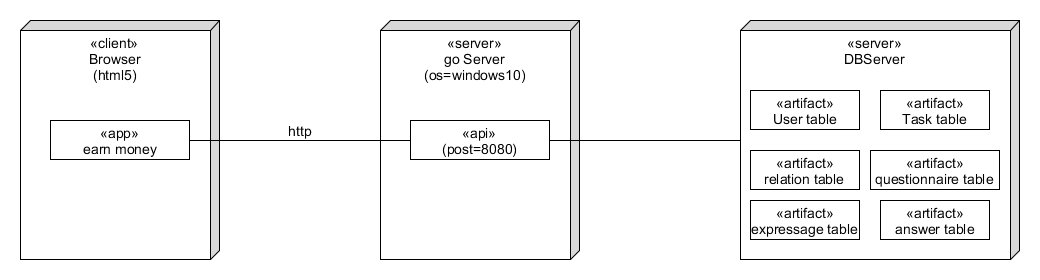 «client»
Browser
(html5)
«app»
earn money
http
«server»
go Server
(os=windows10)
«api»
(post=8080)
«server»
DBServer
«artifact»
User table
«artifact»
Task table
«artifact»
relation table
«artifact»
questionnaire table
«artifact»
expressage table
«artifact»
answer table